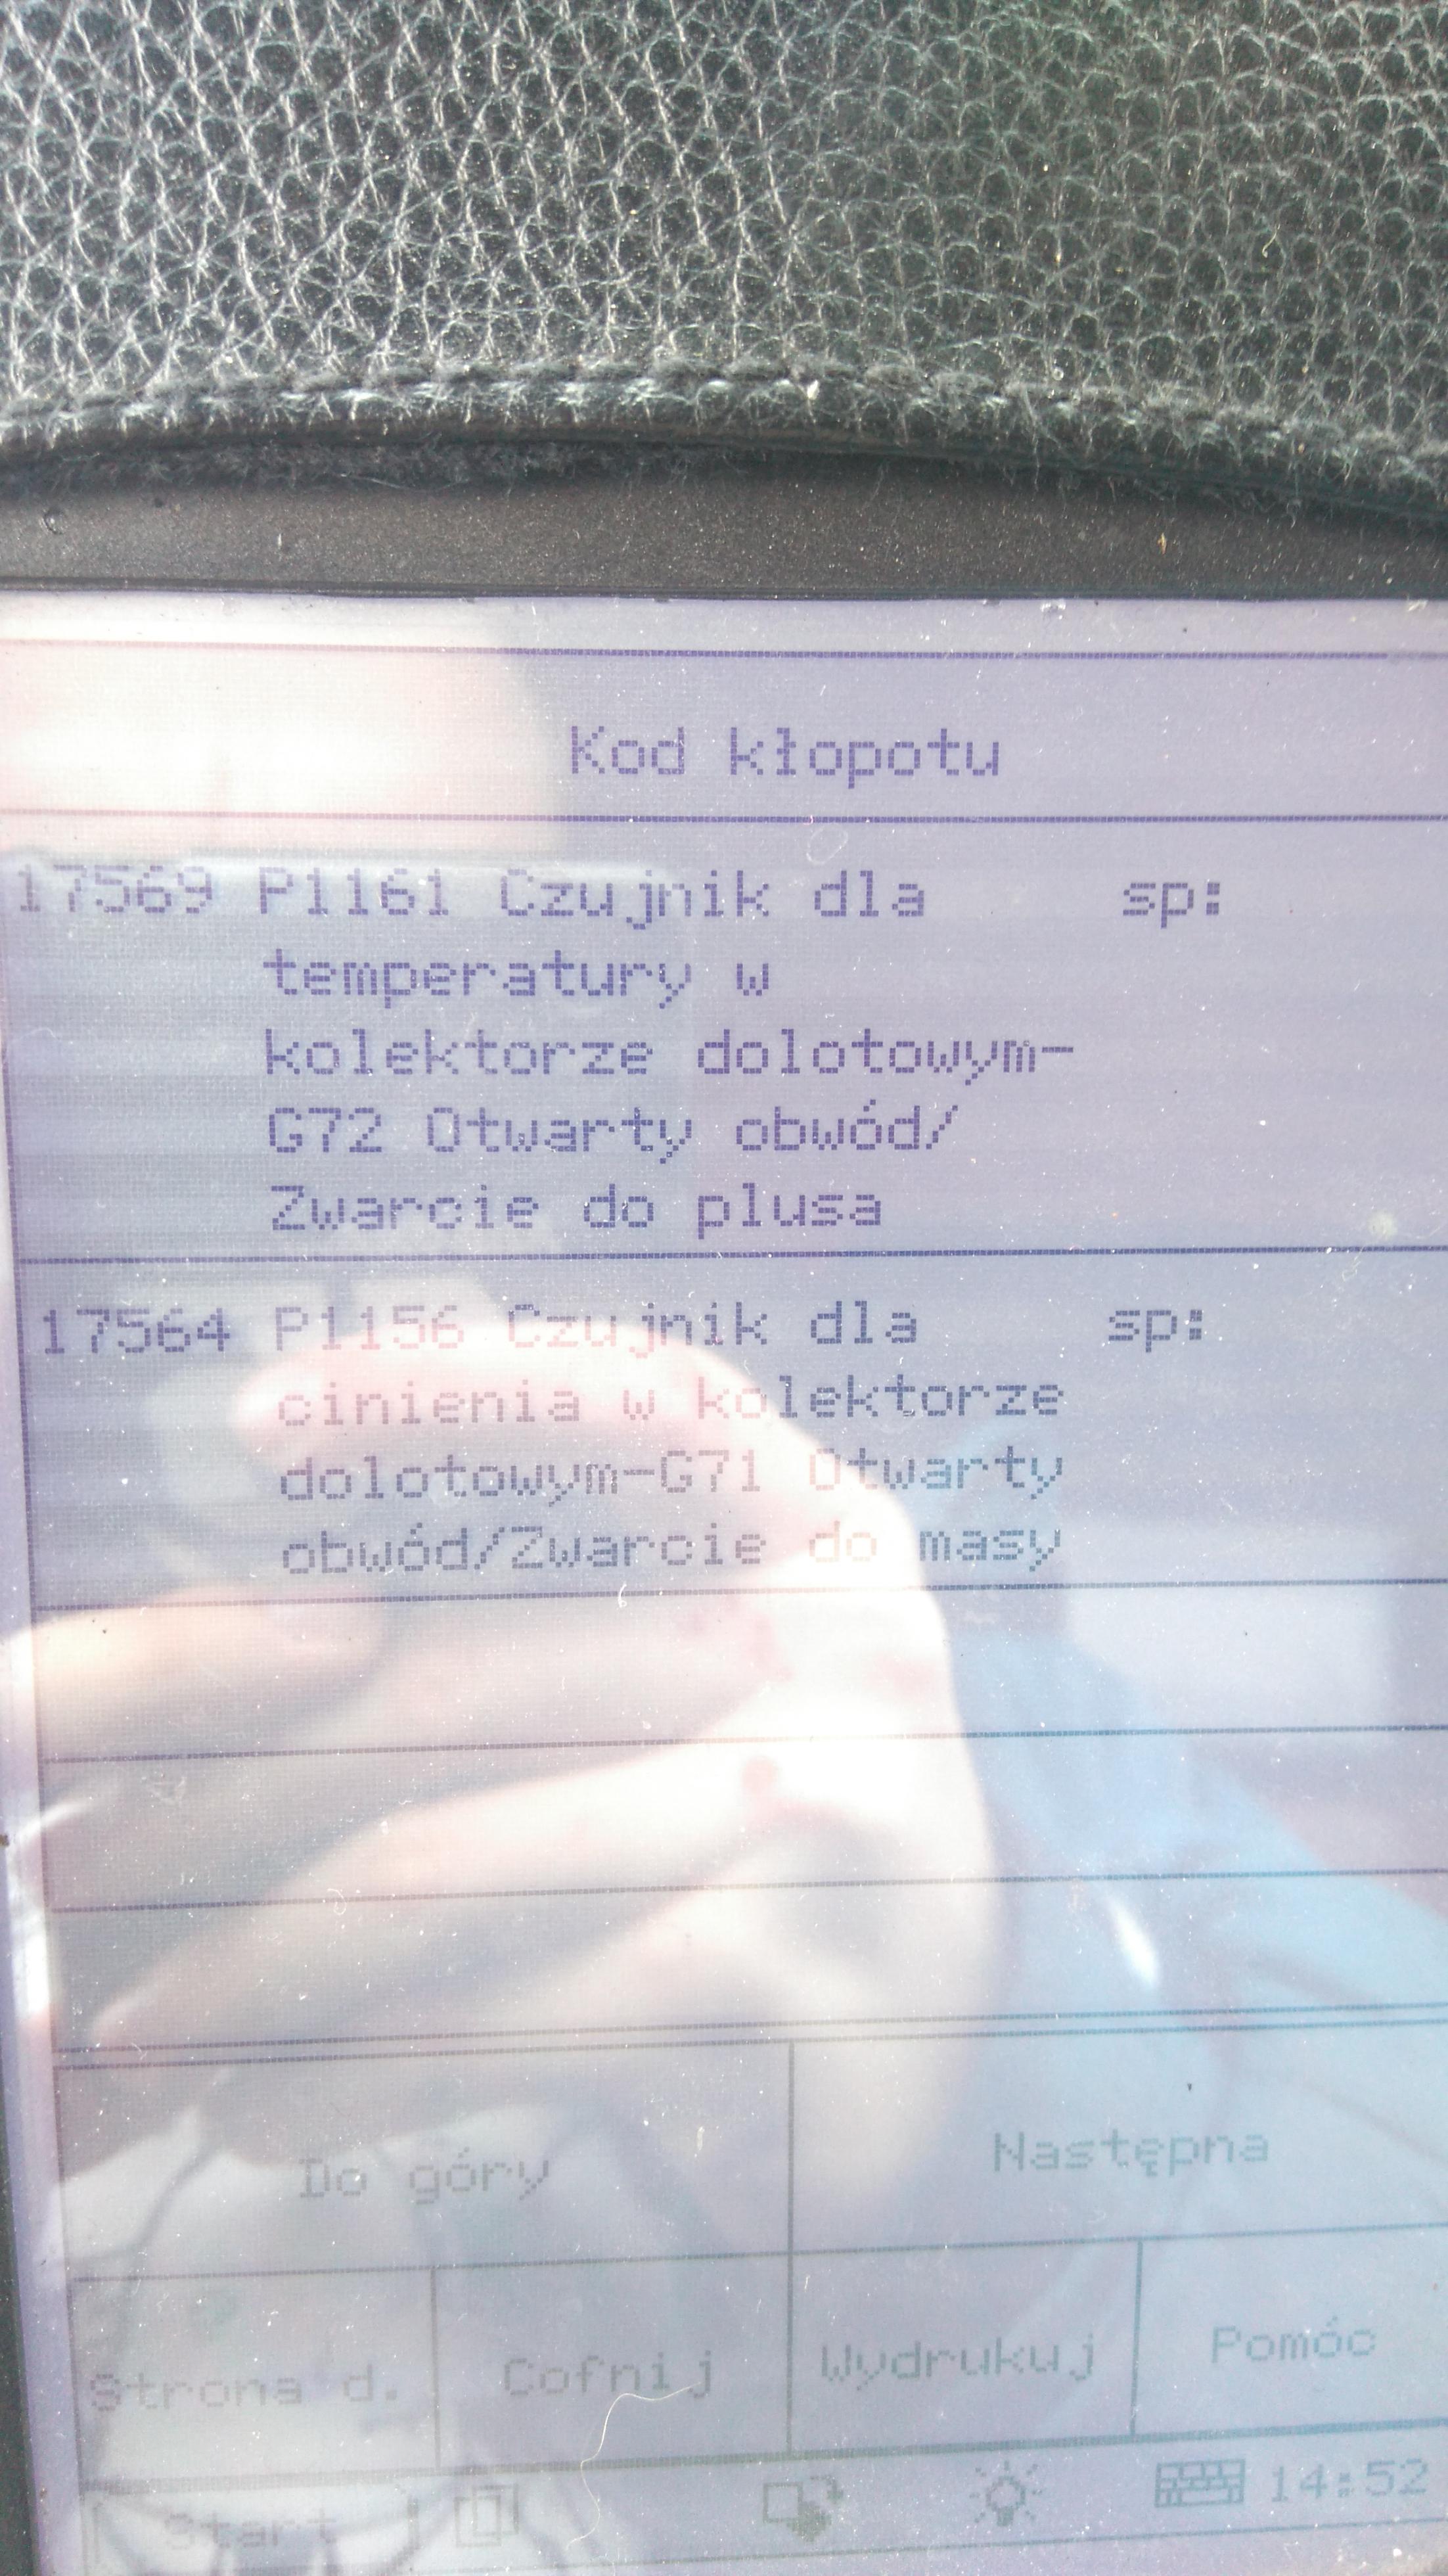 Kod kłopotu
17569 P1161 Czujnik dla sp:
temperatury w
kolektorze dolotowym-
G72 Otwarty obwód/
Zwarcie do plusa
17564 P1156 Czujnik dla sp:
cinienia w kolektorze
dolotowym-G71 Otwarty
obwód/Zwarcie do masy
Do góry Następna
Strona d. Cofnij Wydrukuj Pomóc
Start 14:52